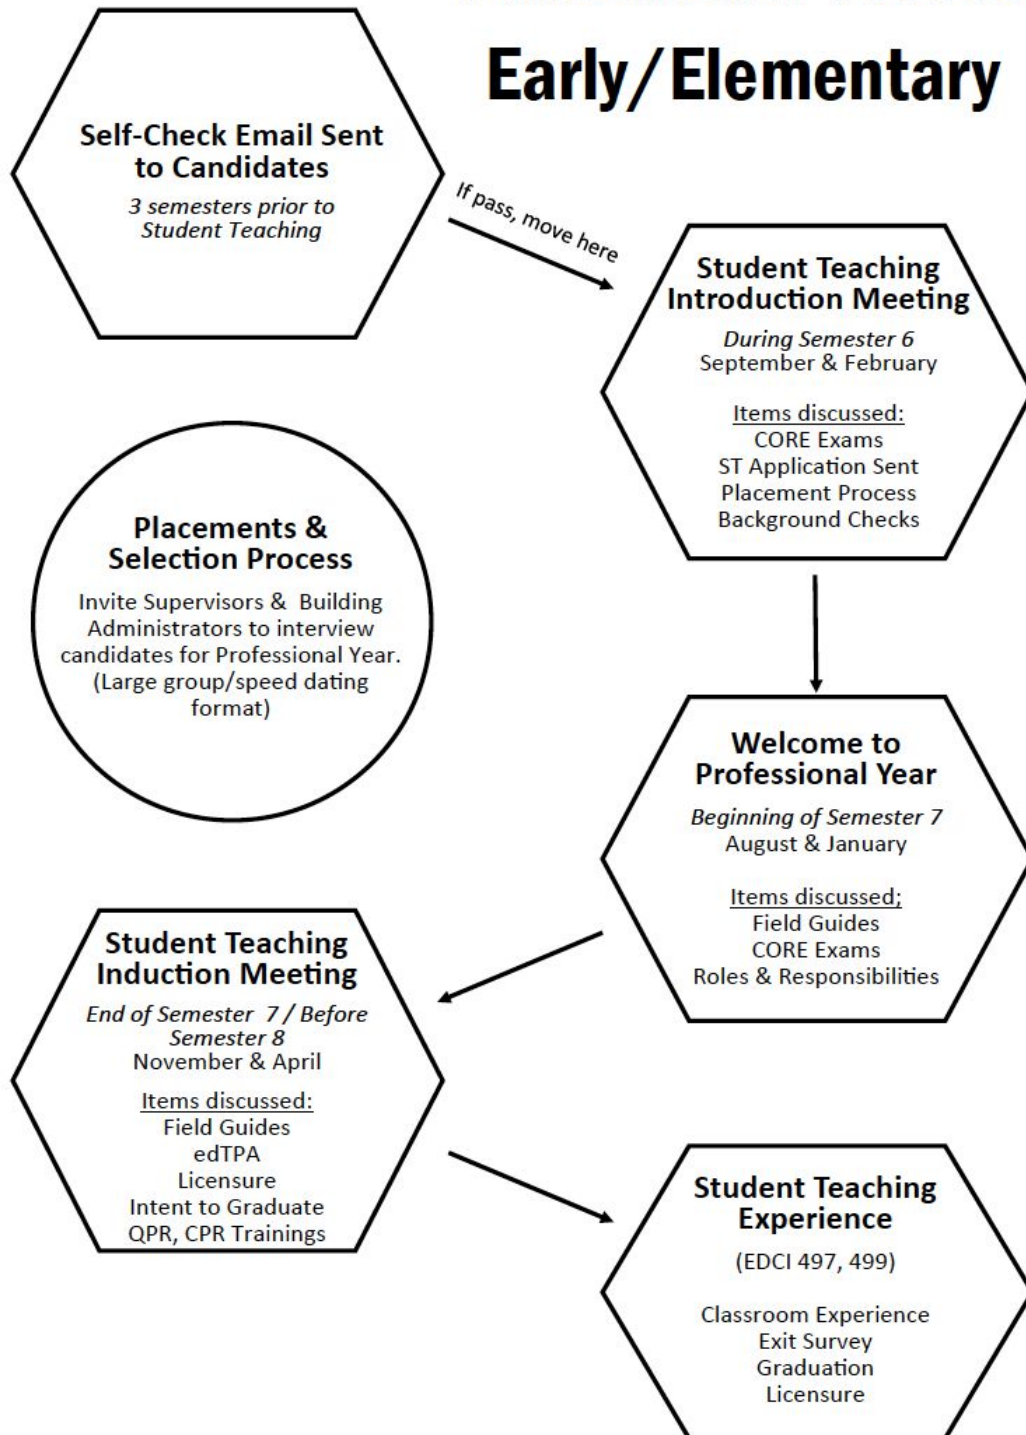 Early/Elementary
Self-Check Email Sent
to Candidates
3 semesters prior to
Student Teaching
If pass, move here
Student Teaching
Introduction Meeting
During Semester 6
September & February
Items discussed:
CORE Exams
ST Application Sent
Placement Process
Background Checks
Placements &
Selection Process
Invite Supervisors & Building
Administrators to interview
candidates for Professional Year.
(Large group/speed dating
format)
Welcome to
Professional Year
Beginning of Semester 7
August & January
Items discussed;
Field Guides
CORE Exams
Roles & Responsibilities
Student Teaching
Induction Meeting
End of Semester 7 / Before
Semester 8
November & April
Items discussed:
Field Guides
edTPA
Licensure
Intent to Graduate
QPR, CPR Trainings
Student Teaching
Experience
(EDCI 497, 499)
Classroom Experience
Exit Survey
Graduation
Licensure